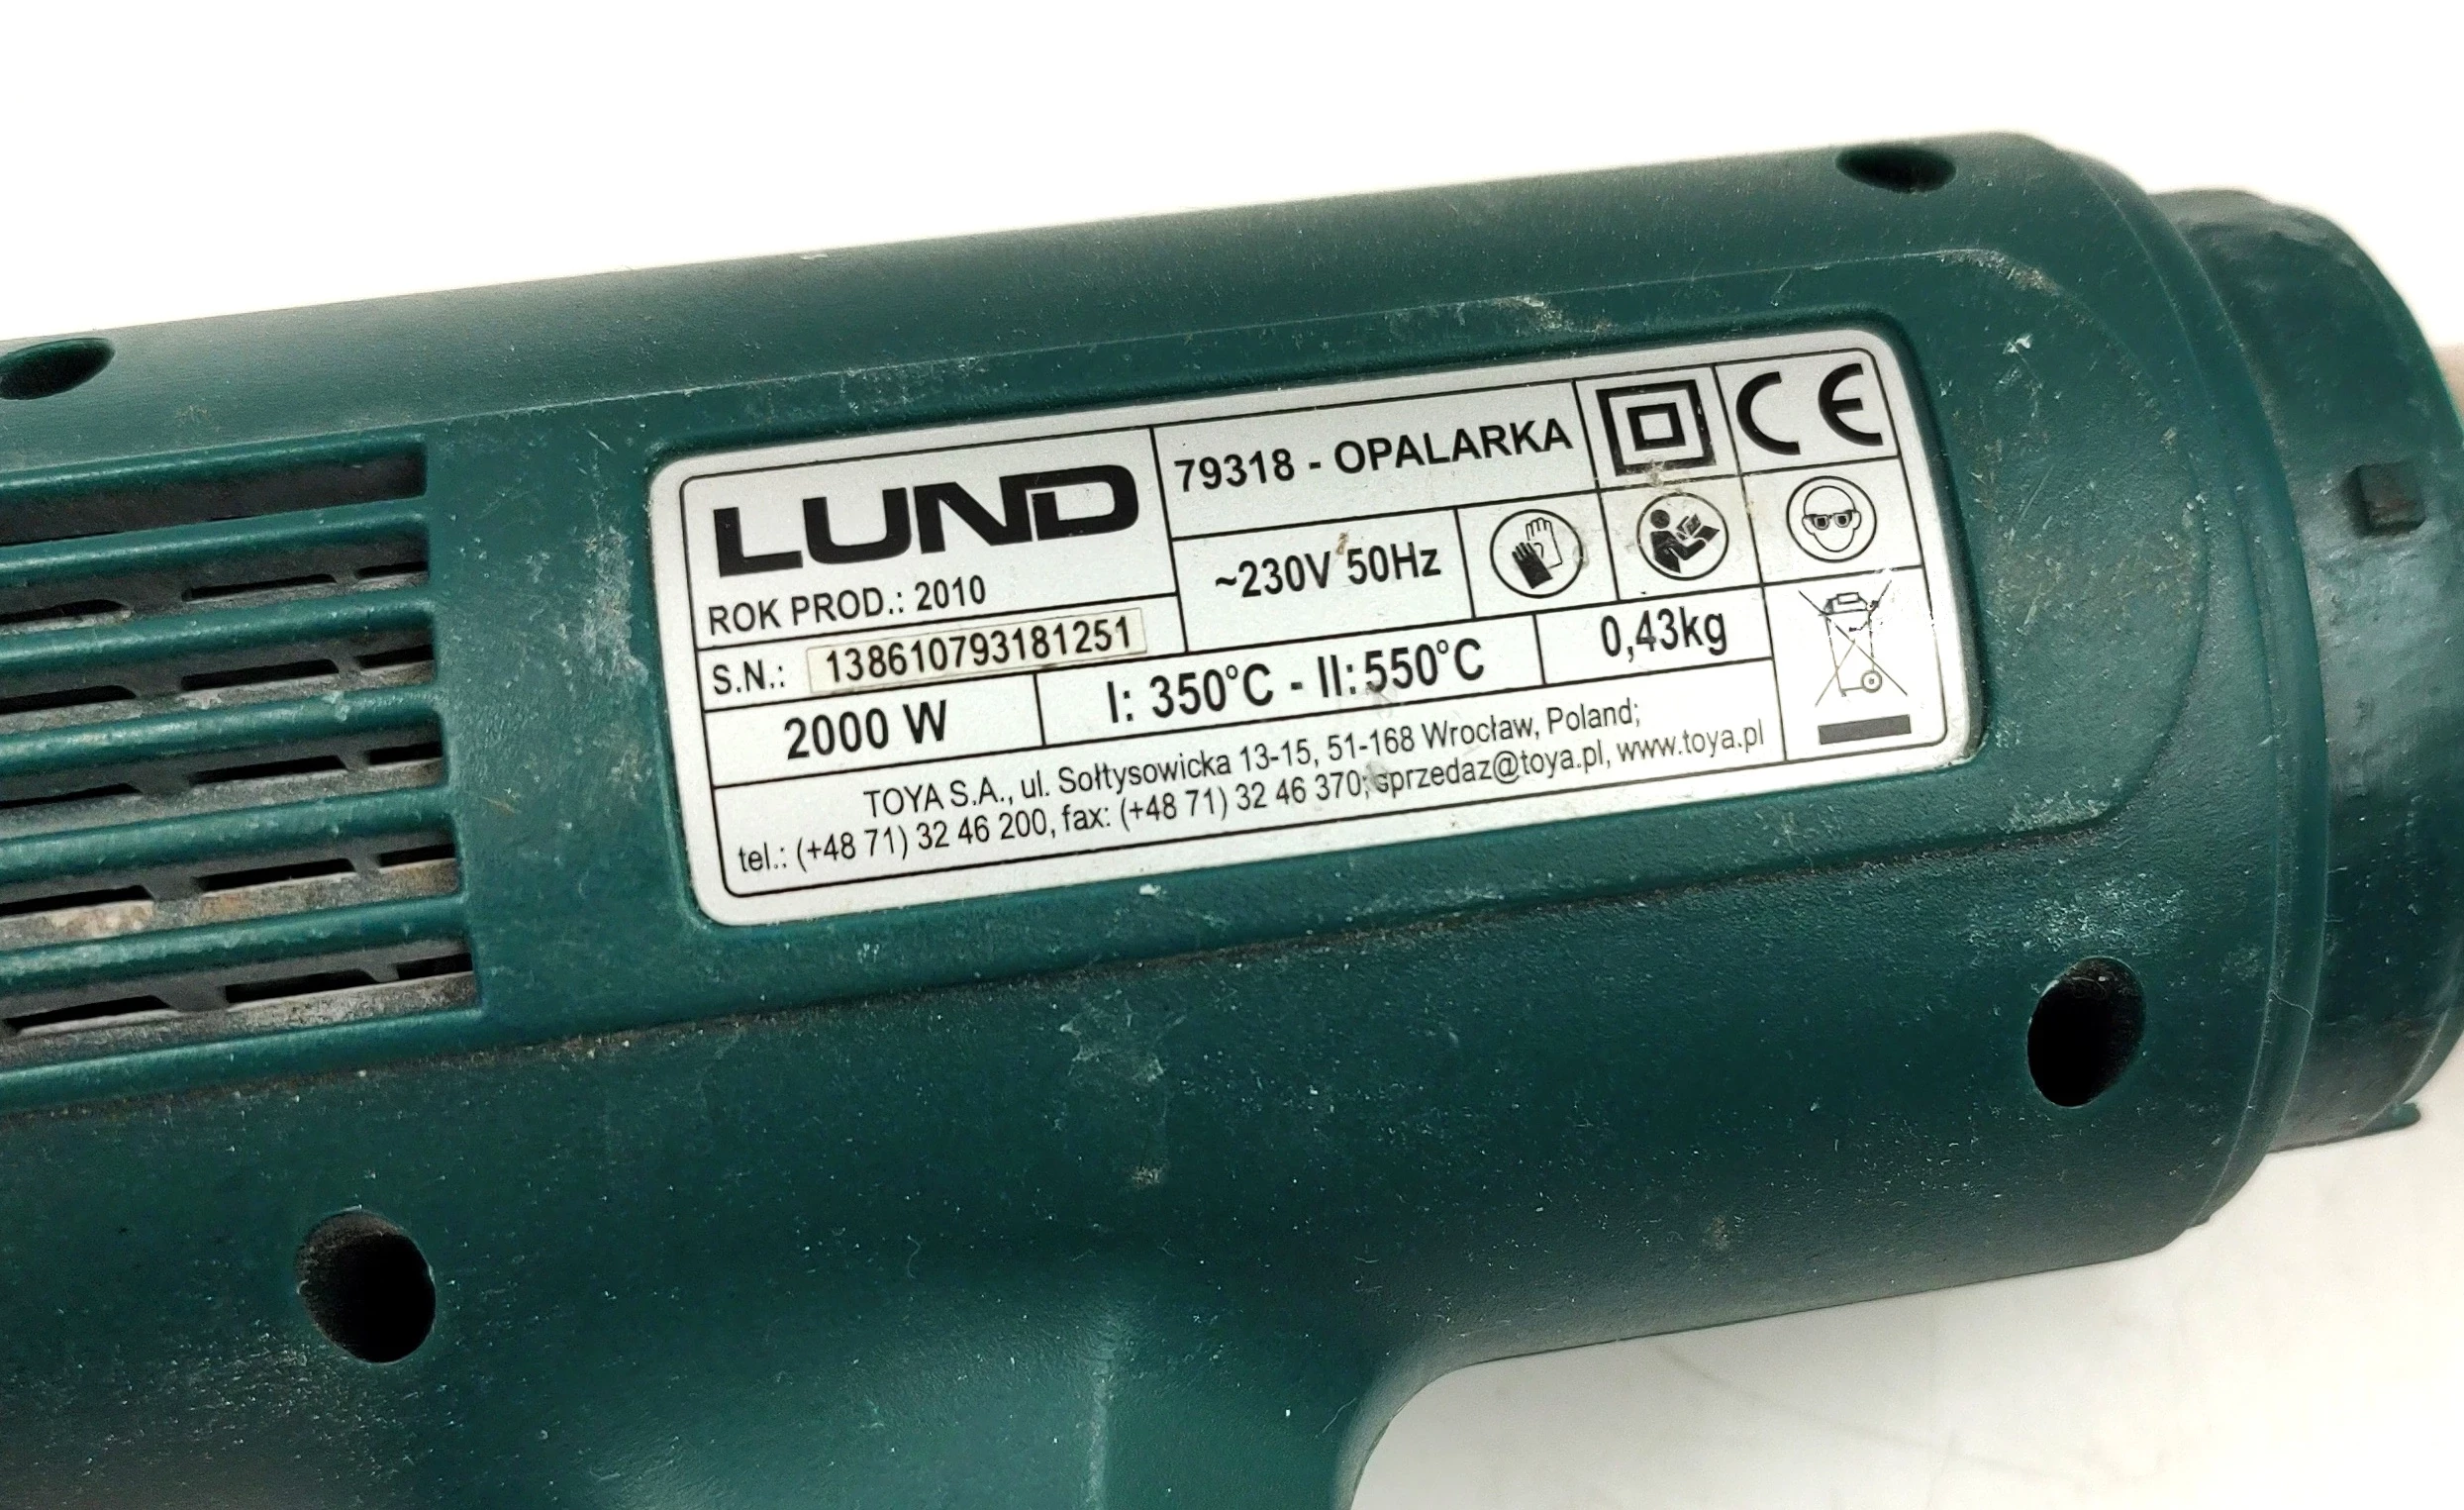 LUND
79318 - OPALARKA
CE
ROK PROD.: 2010
~230V 50Hz
S.N.: 138610793181251
2000 W
I: 350°C - II: 550°C
0,43kg
TOYA S.A., ul. Sołtysowicka 13-15, 51-168 Wrocław, Poland;
tel.: (+48 71) 32 46 200, fax: (+48 71) 32 46 370; sprzedaz@toya.pl, www.toya.pl